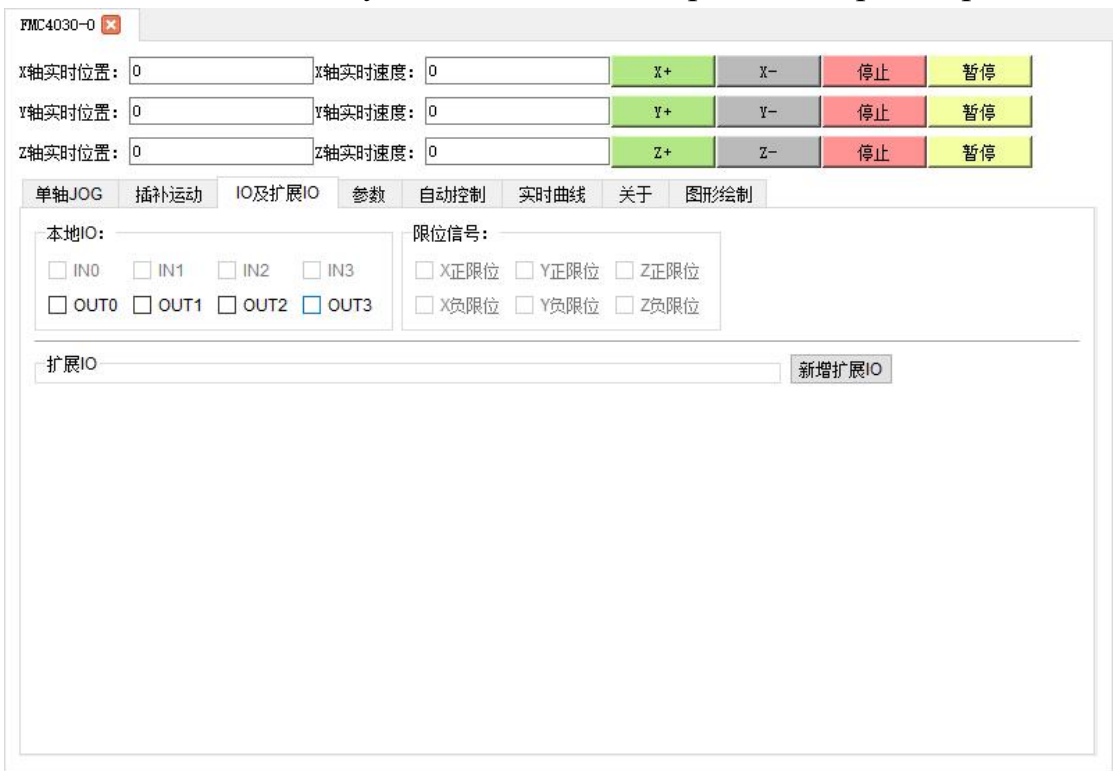 FMC4030-0
X轴实时位置: 0 X轴实时速度: 0 X+ X- 停止 暂停
Y轴实时位置: 0 Y轴实时速度: 0 Y+ Y- 停止 暂停
Z轴实时位置: 0 Z轴实时速度: 0 Z+ Z- 停止 暂停
单轴JOG 插补运动 IO及扩展IO 参数 自动控制 实时曲线 关于 图形绘制
本地IO: 限位信号:
IN0 IN1 IN2 IN3 X正限位 Y正限位 Z正限位
OUT0 OUT1 OUT2 OUT3 X负限位 Y负限位 Z负限位
扩展IO 新增扩展IO